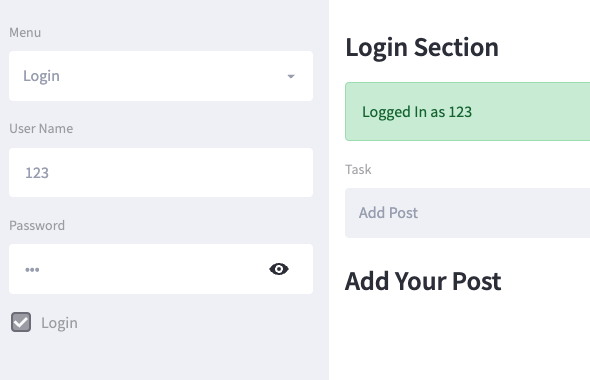 Menu
Login
User Name
123
Password
•••
Login
Login Section
Logged In as 123
Task
Add Post
Add Your Post